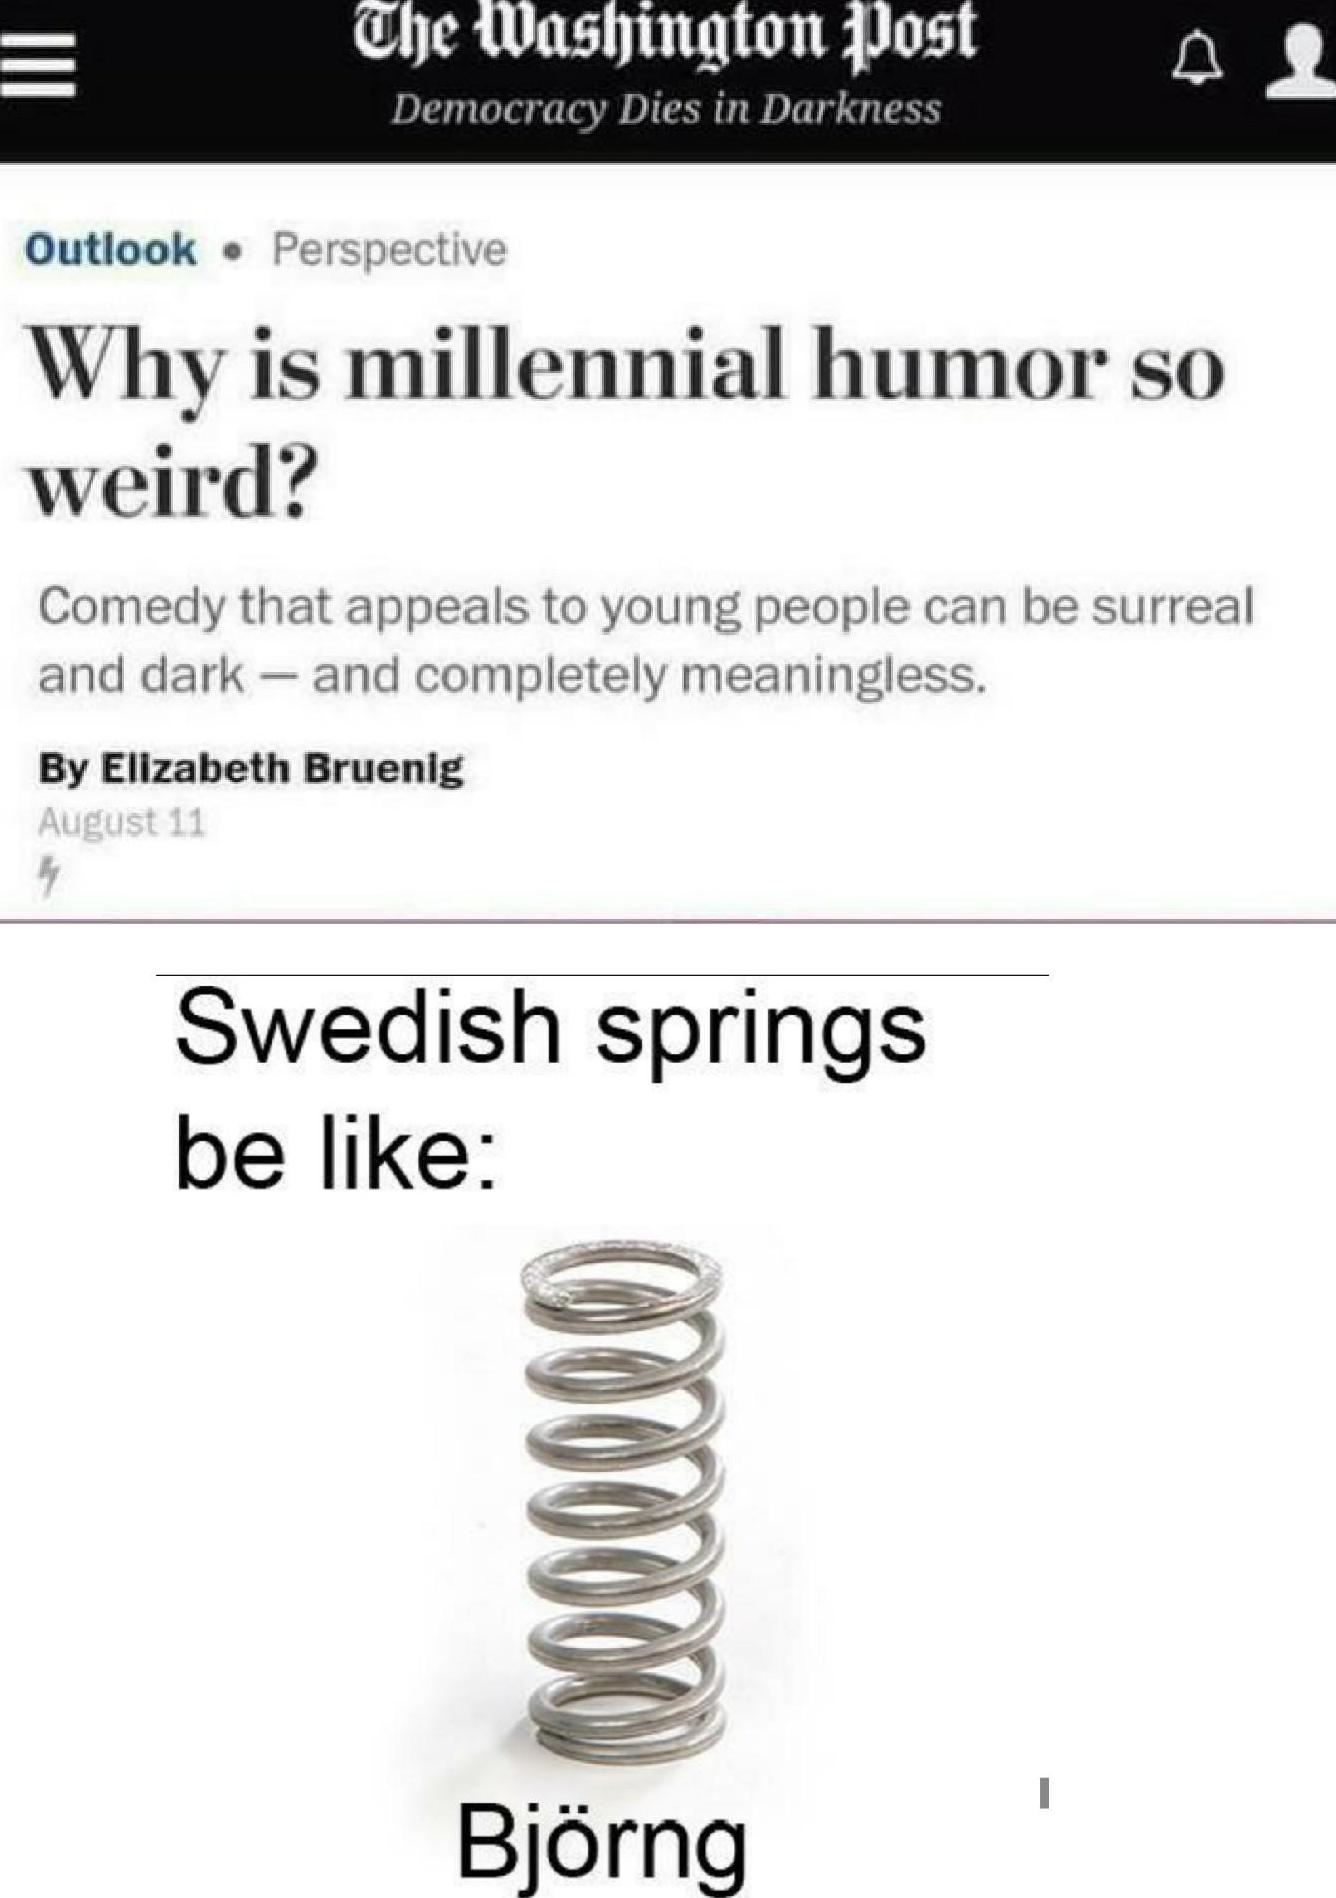 The Washington Post
Democracy Dies in Darkness
Outlook • Perspective
Why is millennial humor so
weird?
Comedy that appeals to young people can be surreal
and dark — and completely meaningless.
By Elizabeth Bruenig
August 11
Swedish springs
be like:
Björng